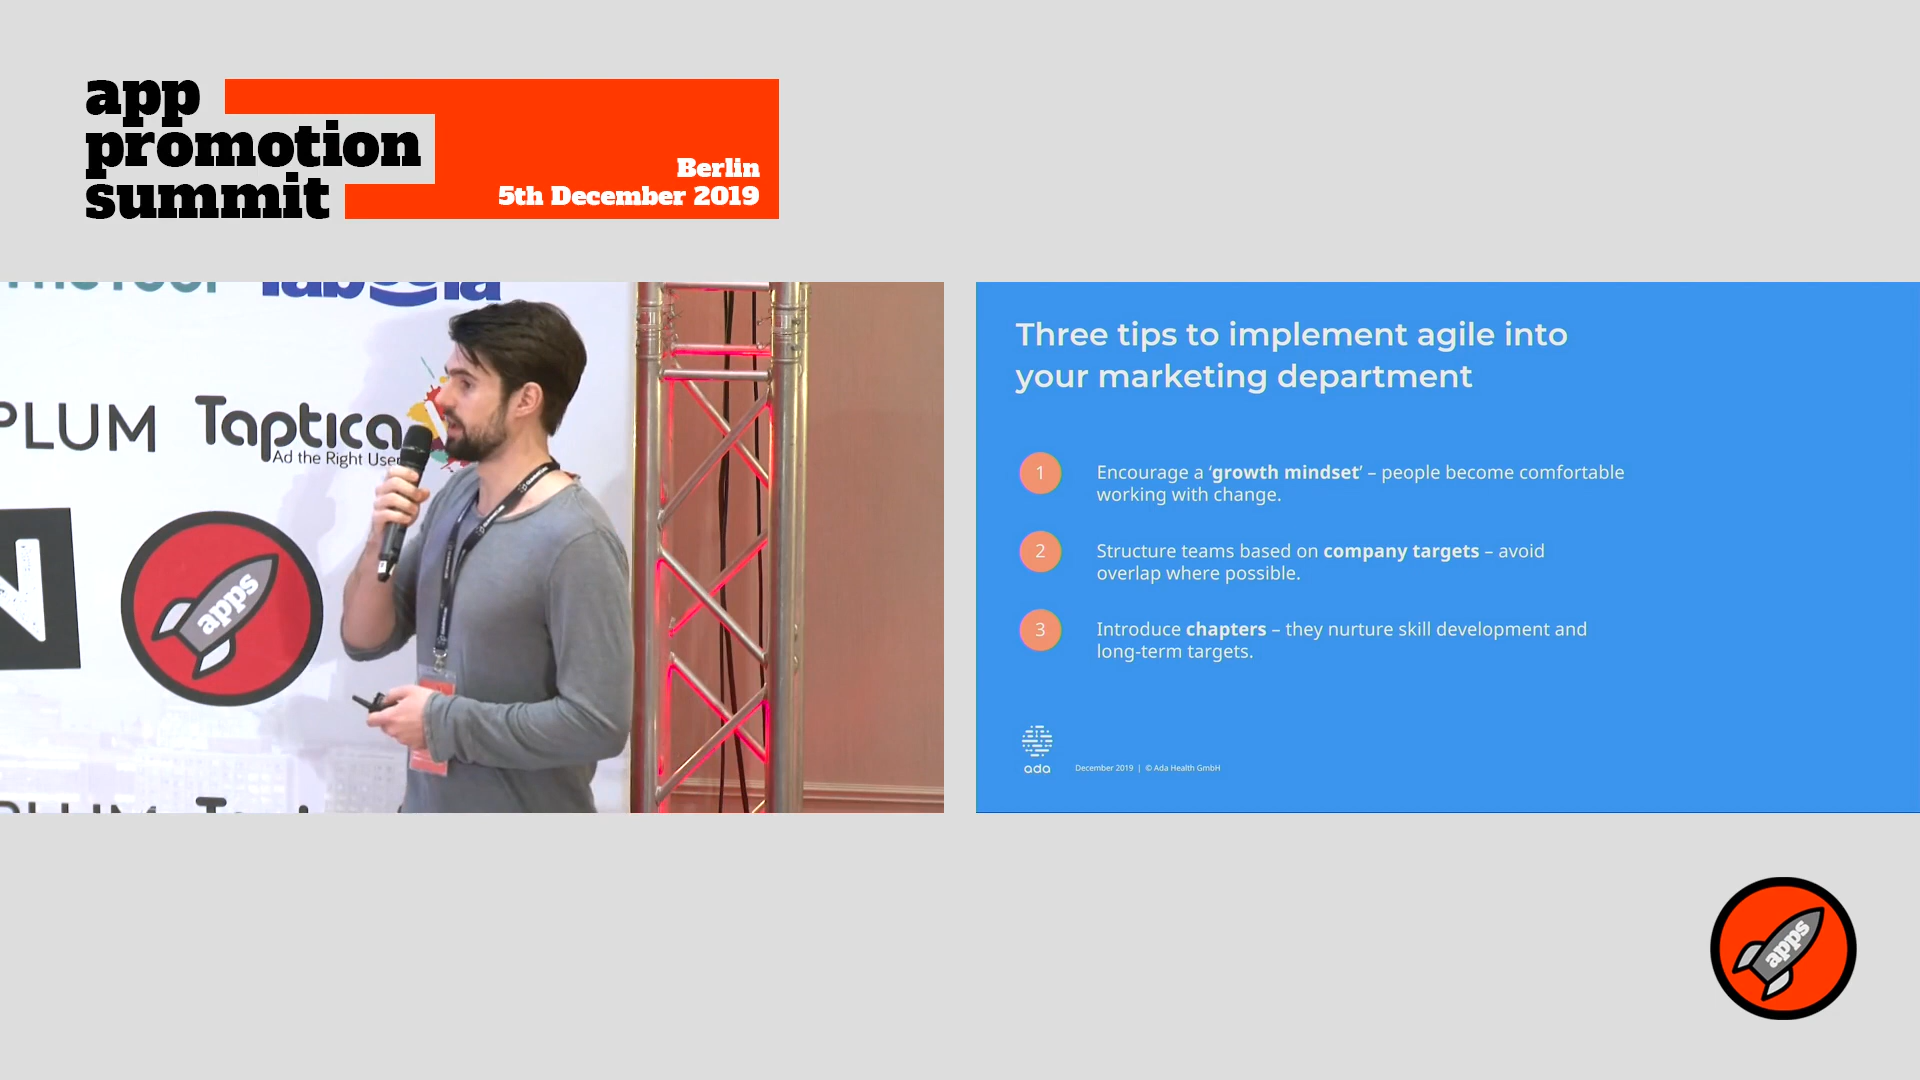 app
promotion
summit
Berlin
5th December 2019
PLUM
Taptica
Ad the Right User
apps
Three tips to implement agile into
your marketing department
1
Encourage a ‘growth mindset’ – people become comfortable
working with change.
2
Structure teams based on company targets – avoid
overlap where possible.
3
Introduce chapters – they nurture skill development and
long-term targets.
ada
December 2019 | © Ada Health GmbH
apps